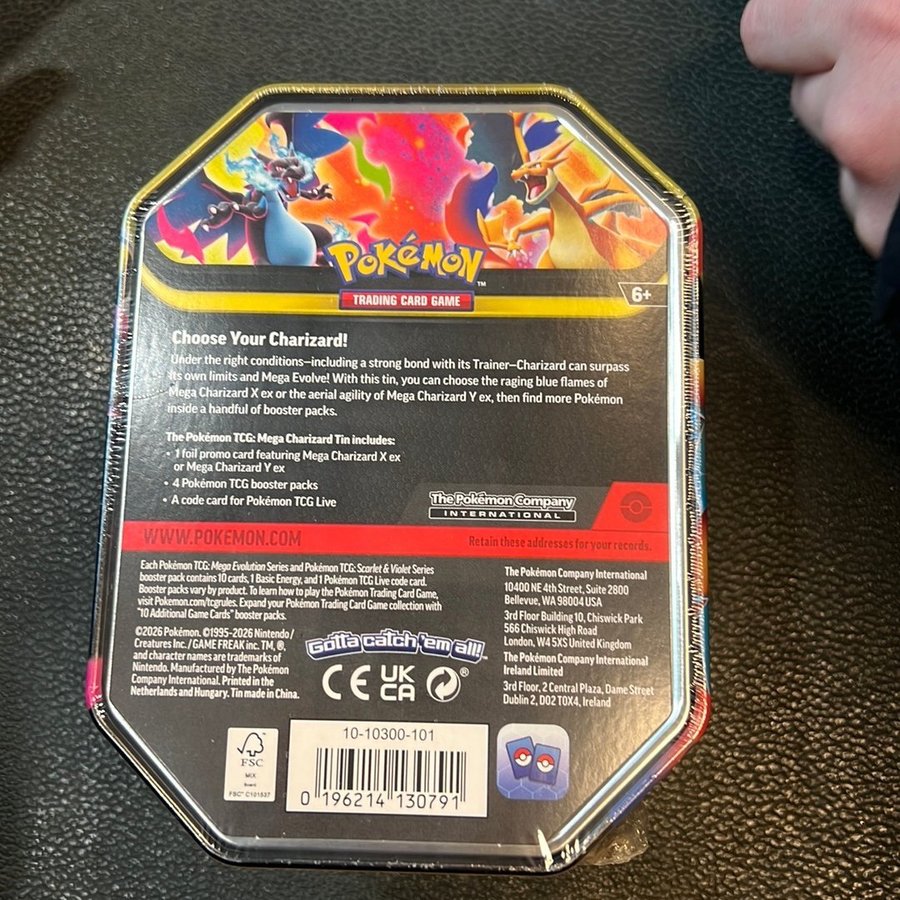 POKéMON™
TRADING CARD GAME
6+
Choose Your Charizard!
Under the right conditions—including a strong bond with its Trainer—Charizard can surpass
its own limits and Mega Evolve! With this tin, you can choose the raging blue flames of
Mega Charizard X ex or the aerial agility of Mega Charizard Y ex, then find more Pokémon
inside a handful of booster packs.
The Pokémon TCG: Mega Charizard Tin includes:
• 1 foil promo card featuring Mega Charizard X ex
or Mega Charizard Y ex
• 4 Pokémon TCG booster packs
• A code card for Pokémon TCG Live
The Pokémon Company
INTERNATIONAL
WWW.POKEMON.COM
Retain these addresses for your records.
Each Pokémon TCG: Mega Evolution Series and Pokémon TCG: Scarlet & Violet Series
booster pack contains 10 cards, 1 Basic Energy, and 1 Pokémon TCG Live code card.
Booster packs vary by product. To learn how to play the Pokémon Trading Card Game,
visit Pokemon.com/tcgrules. Expand your Pokémon Trading Card Game collection with
"10 Additional Game Cards" booster packs.
©2026 Pokémon. ©1995-2026 Nintendo/
Creatures Inc./GAME FREAK inc. TM, ®,
and character names are trademarks of
Nintendo. Manufactured by The Pokémon
Company International. Printed in the
Netherlands and Hungary. Tin made in China.
Gotta catch 'em all!™
CE UK
CA ®
The Pokémon Company International
10400 NE 4th Street, Suite 2800
Bellevue, WA 98004 USA
3rd Floor Building 10, Chiswick Park
566 Chiswick High Road
London, W4 5XS United Kingdom
The Pokémon Company International
Ireland Limited
3rd Floor, 2 Central Plaza, Dame Street
Dublin 2, D02 T0X4, Ireland
FSC
MIX
Board
FSC® C101537
10-10300-101
0 196214 130791